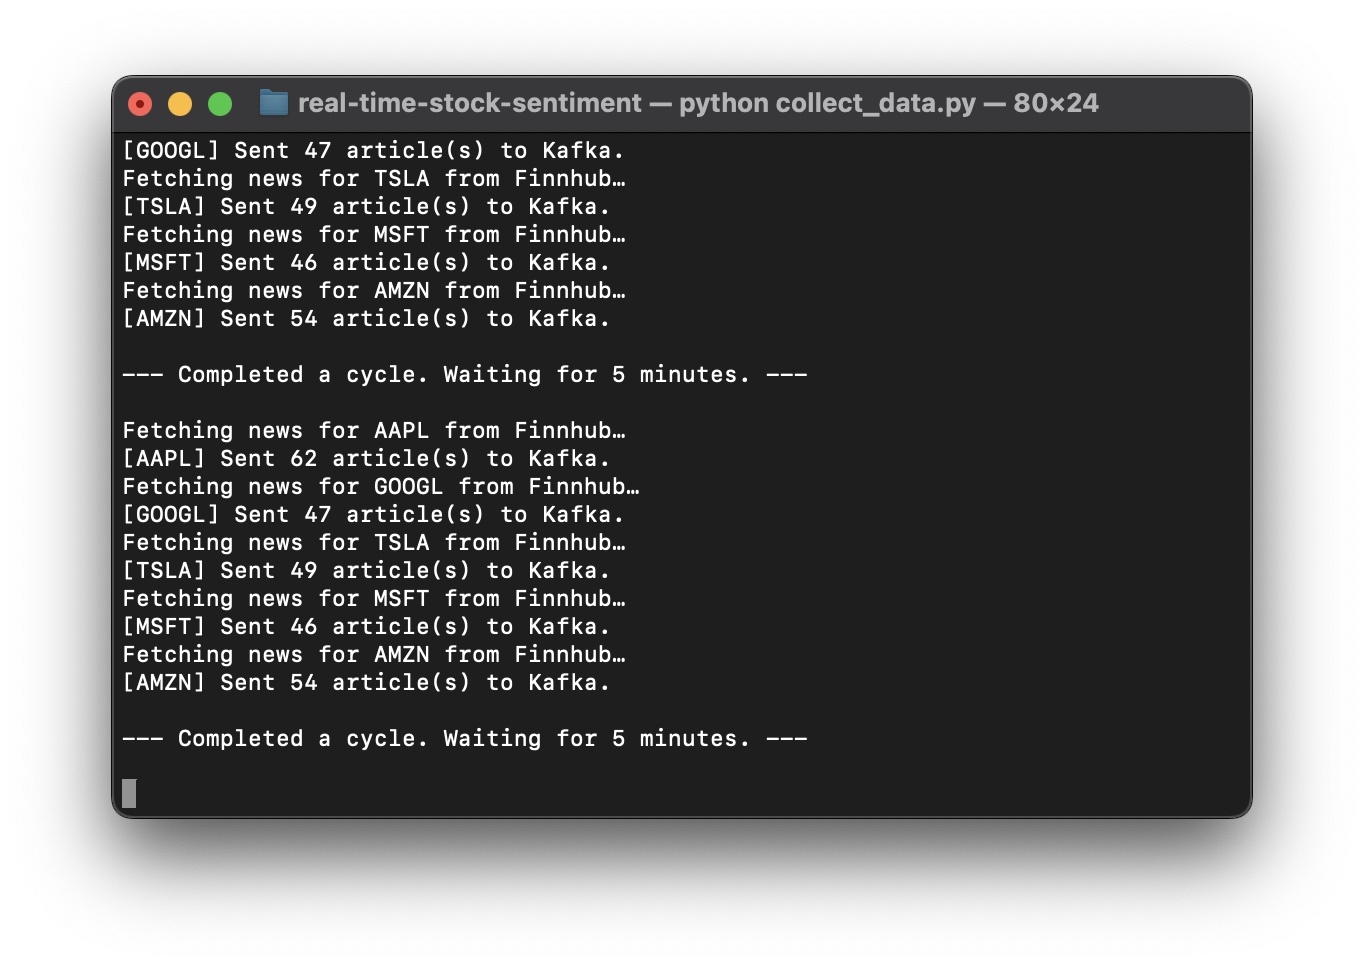 real-time-stock-sentiment — python collect_data.py — 80×24
[GOOGL] Sent 47 article(s) to Kafka.
Fetching news for TSLA from Finnhub…
[TSLA] Sent 49 article(s) to Kafka.
Fetching news for MSFT from Finnhub…
[MSFT] Sent 46 article(s) to Kafka.
Fetching news for AMZN from Finnhub…
[AMZN] Sent 54 article(s) to Kafka.
--- Completed a cycle. Waiting for 5 minutes. ---
Fetching news for AAPL from Finnhub…
[AAPL] Sent 62 article(s) to Kafka.
Fetching news for GOOGL from Finnhub…
[GOOGL] Sent 47 article(s) to Kafka.
Fetching news for TSLA from Finnhub…
[TSLA] Sent 49 article(s) to Kafka.
Fetching news for MSFT from Finnhub…
[MSFT] Sent 46 article(s) to Kafka.
Fetching news for AMZN from Finnhub…
[AMZN] Sent 54 article(s) to Kafka.
--- Completed a cycle. Waiting for 5 minutes. ---